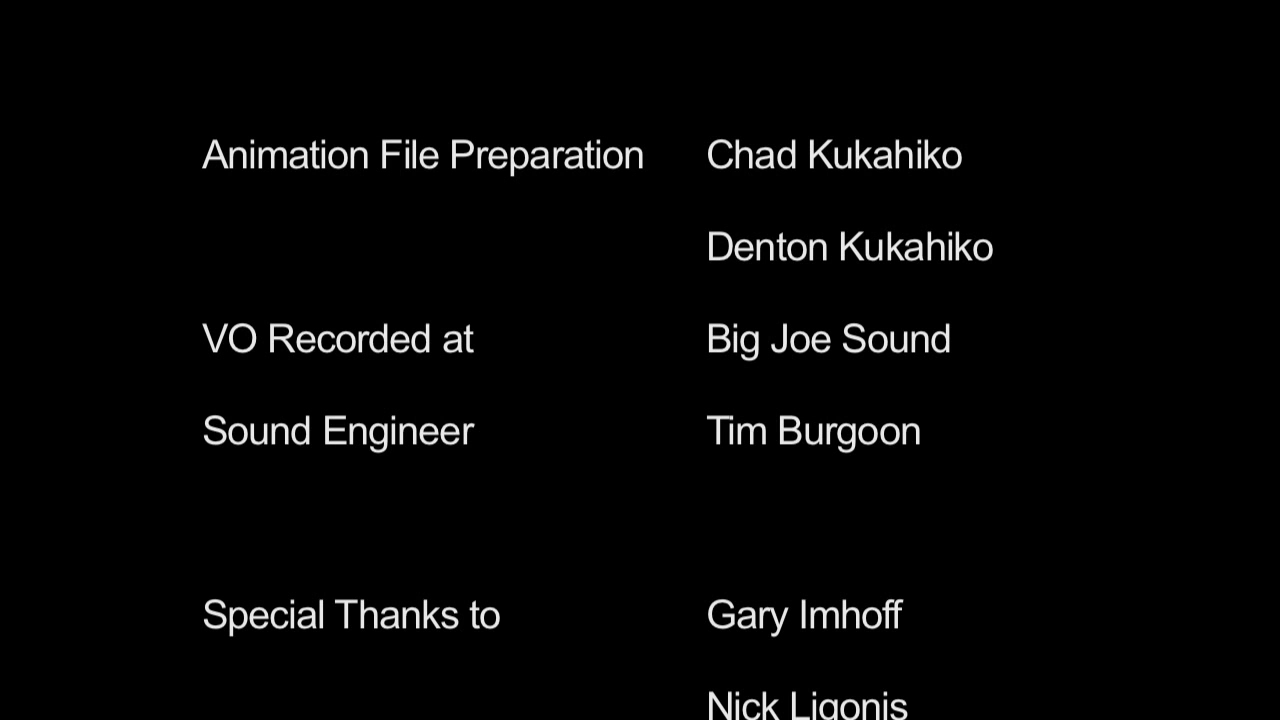 Animation File Preparation Chad Kukahiko
Denton Kukahiko
VO Recorded at Big Joe Sound
Sound Engineer Tim Burgoon
Special Thanks to Gary Imhoff
Nick Ligonis